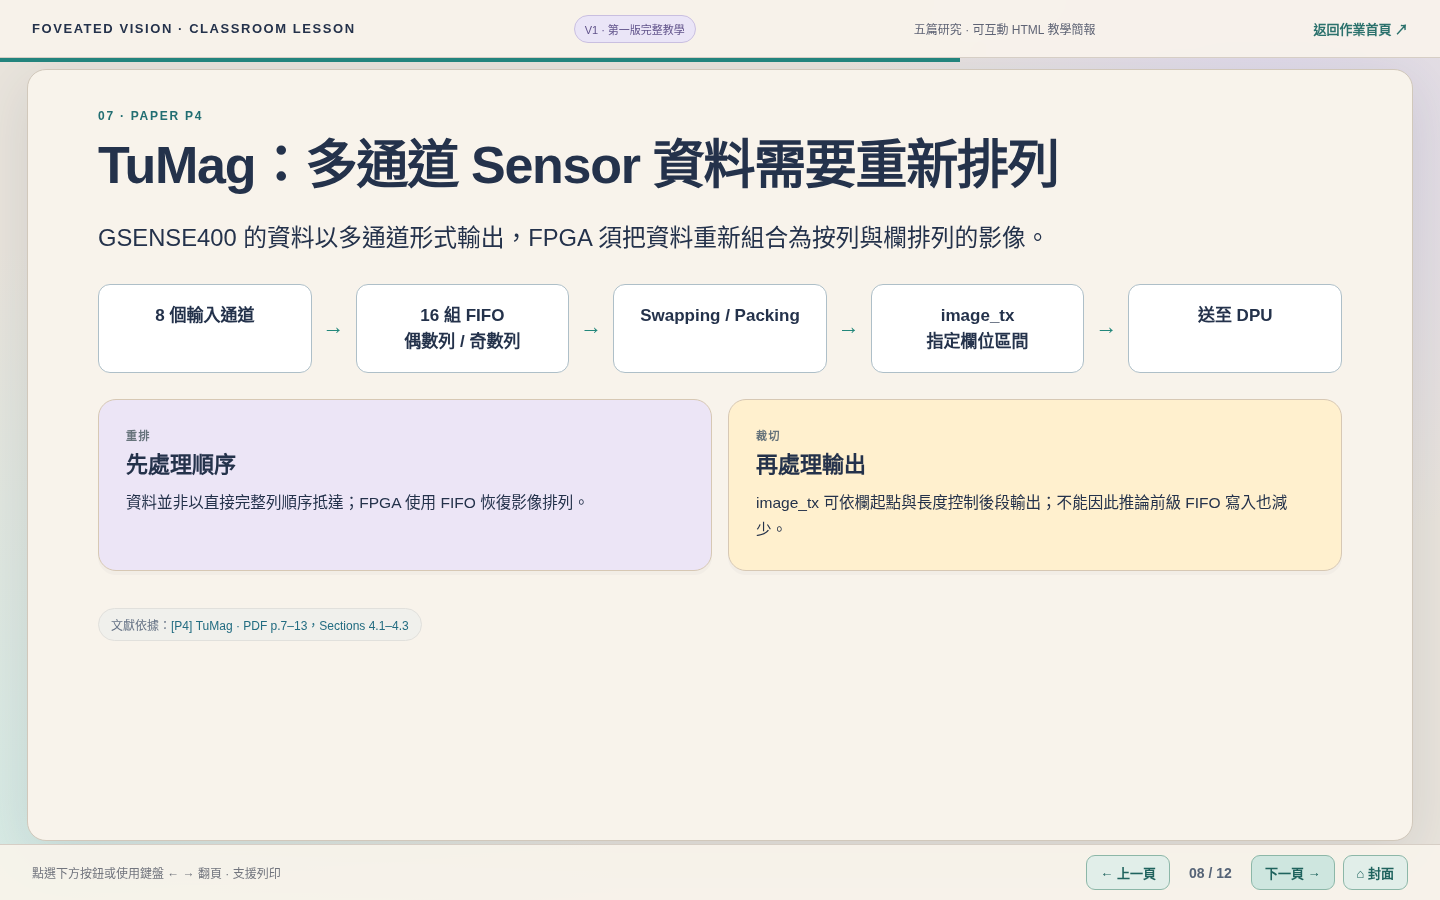 FOVEATED VISION · CLASSROOM LESSON
V1 · 第一版完整教學
五篇研究 · 可互動 HTML 教學簡報
返回作業首頁 ↗
07 · PAPER P4
TuMag：多通道 Sensor 資料需要重新排列
GSENSE400 的資料以多通道形式輸出，FPGA 須把資料重新組合為按列與欄排列的影像。
8 個輸入通道
→
16 組 FIFO
偶數列 / 奇數列
→
Swapping / Packing
→
image_tx
指定欄位區間
→
送至 DPU
重排
先處理順序
資料並非以直接完整列順序抵達；FPGA 使用 FIFO 恢復影像排列。
裁切
再處理輸出
image_tx 可依欄起點與長度控制後段輸出；不能因此推論前級 FIFO 寫入也減
少。
文獻依據：[P4] TuMag · PDF p.7–13，Sections 4.1–4.3
點選下方按鈕或使用鍵盤 ← → 翻頁 · 支援列印
← 上一頁
08 / 12
下一頁 →
⌂ 封面